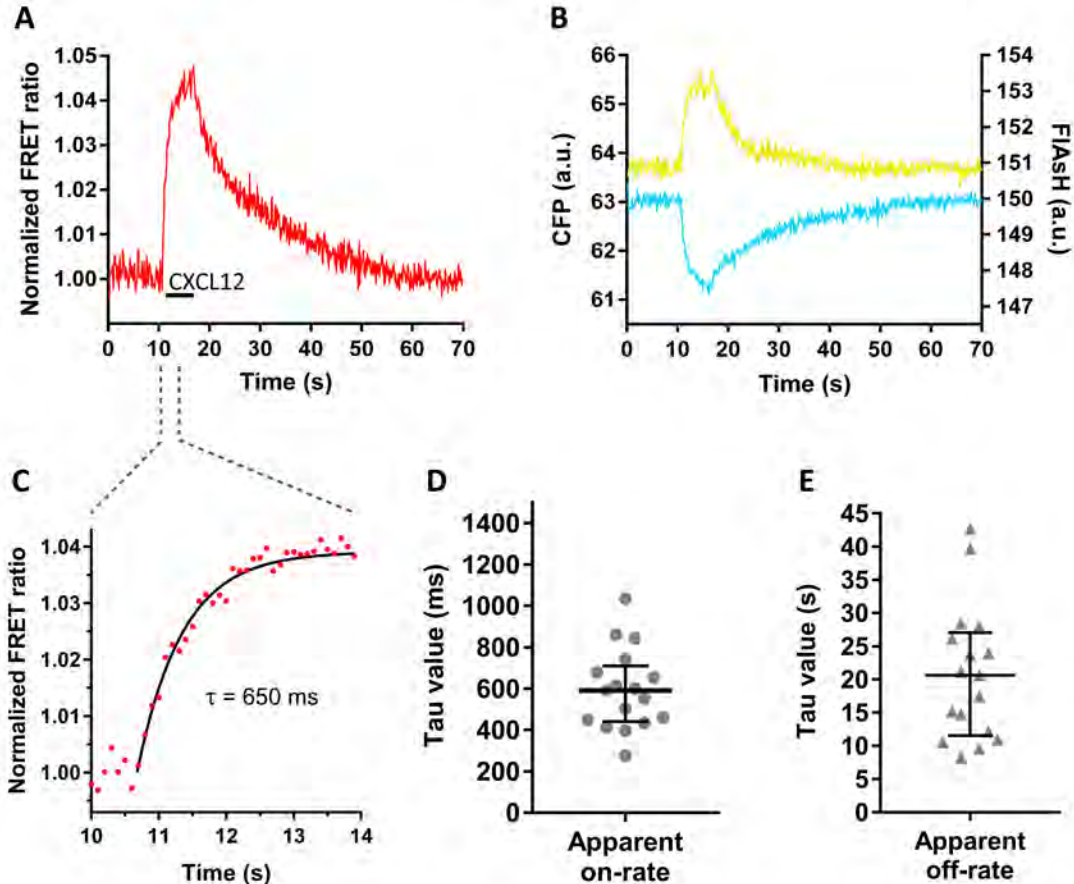 A
Normalized FRET ratio
1.05
1.04
1.03
1.02
1.01
1.00
CXCL12
0 10 20 30 40 50 60 70
Time (s)
B
CFP (a.u.)
66
65
64
63
62
61
154
153
152
151
150
149
148
147
FlAsH (a.u.)
0 10 20 30 40 50 60 70
Time (s)
C
Normalized FRET ratio
1.04
1.03
1.02
1.01
1.00
τ = 650 ms
10 11 12 13 14
Time (s)
D
Tau value (ms)
1400
1200
1000
800
600
400
200
0
Apparent
on-rate
E
Tau value (s)
45
40
35
30
25
20
15
10
5
0
Apparent
off-rate